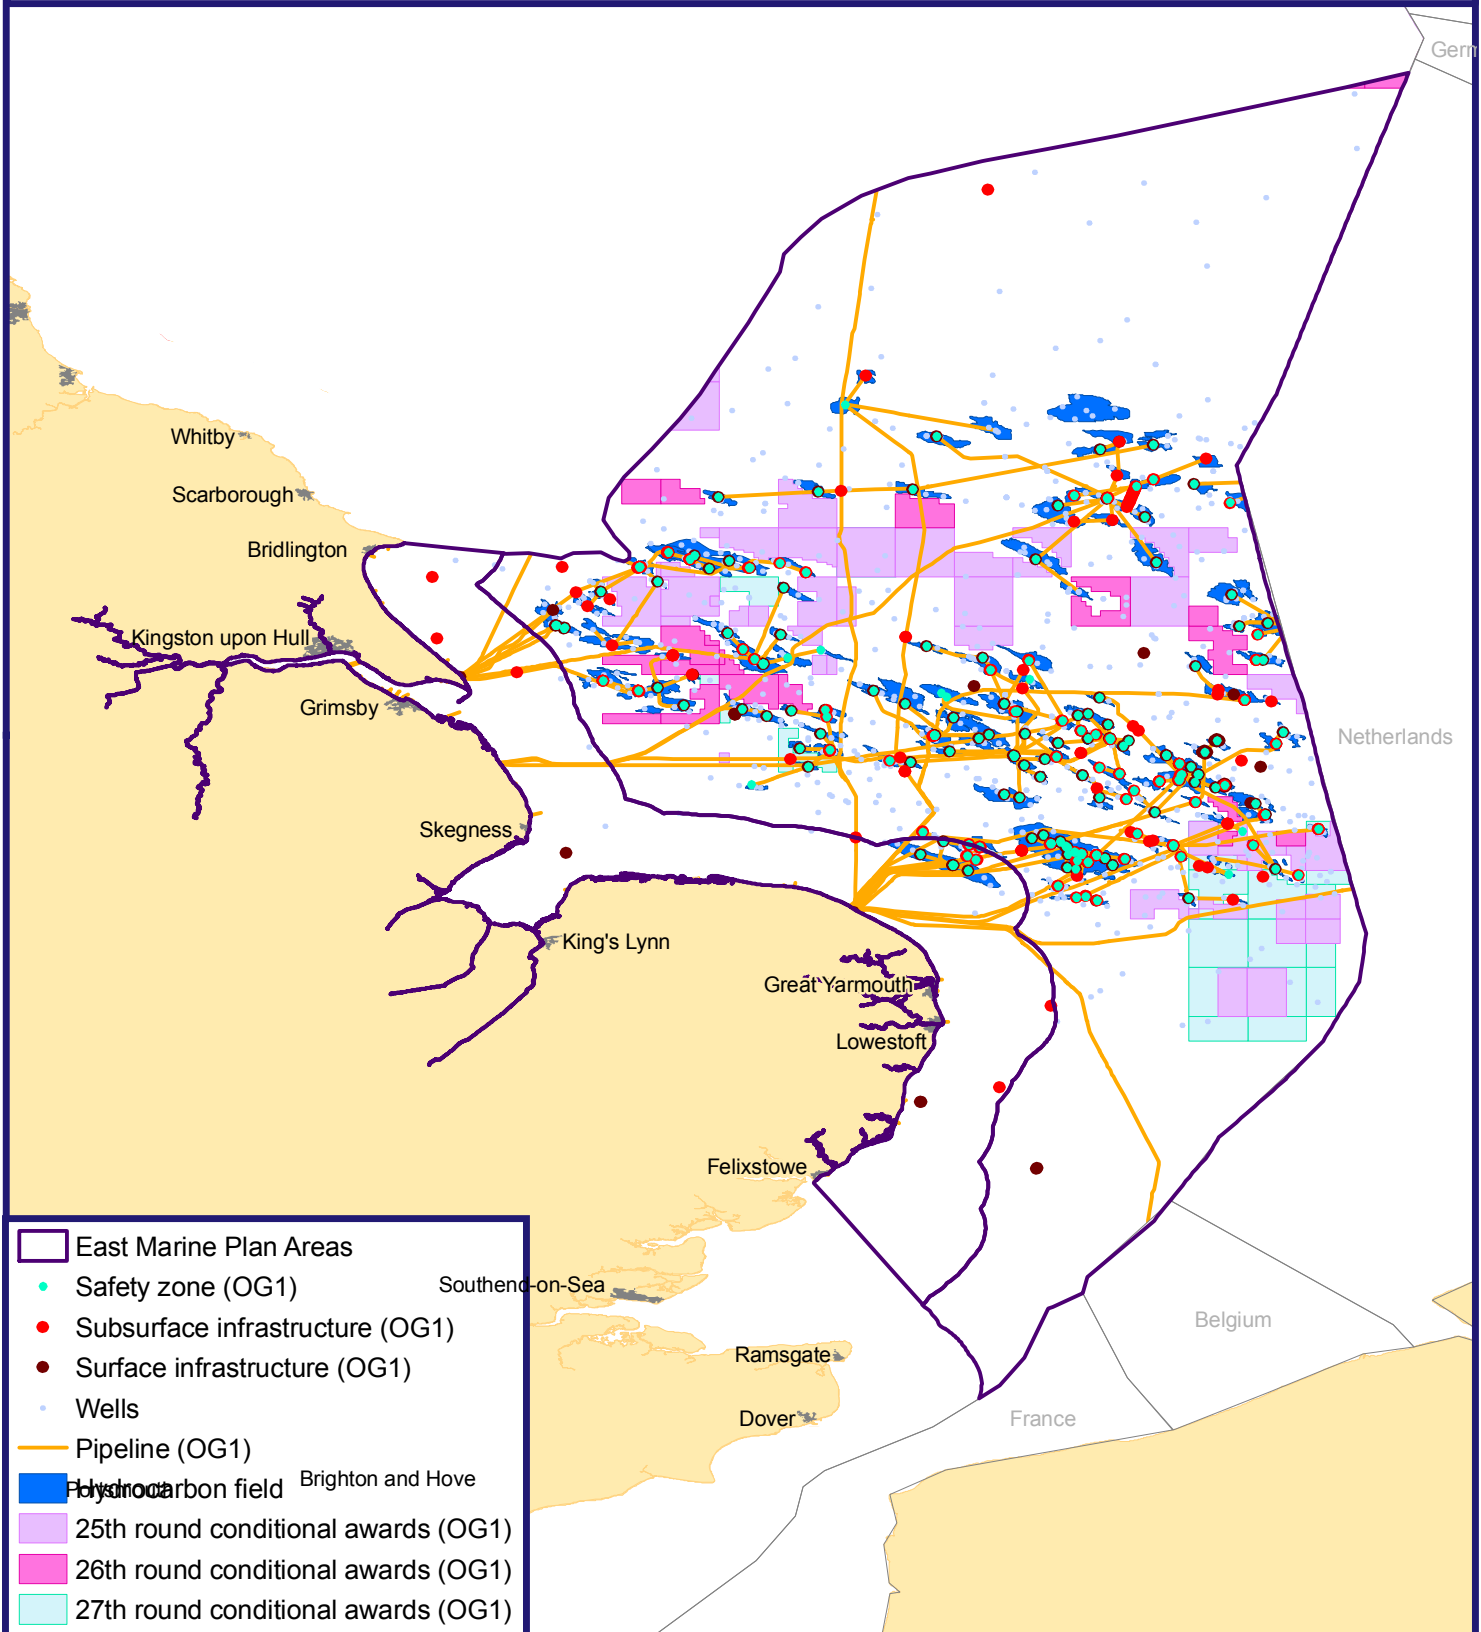 Gern
Whitby
Scarborough
Bridlington
Kingston upon Hull
Grimsby
Netherlands
Skegness
King's Lynn
Great Yarmouth
Lowestoft
Felixstowe
East Marine Plan Areas
Safety zone (OG1)
Southend-on-Sea
Subsurface infrastructure (OG1)
Belgium
Surface infrastructure (OG1)
Ramsgate
Wells
Dover
France
Pipeline (OG1)
Hydrocarbon field
Portsmouth
Brighton and Hove
25th round conditional awards (OG1)
26th round conditional awards (OG1)
27th round conditional awards (OG1)